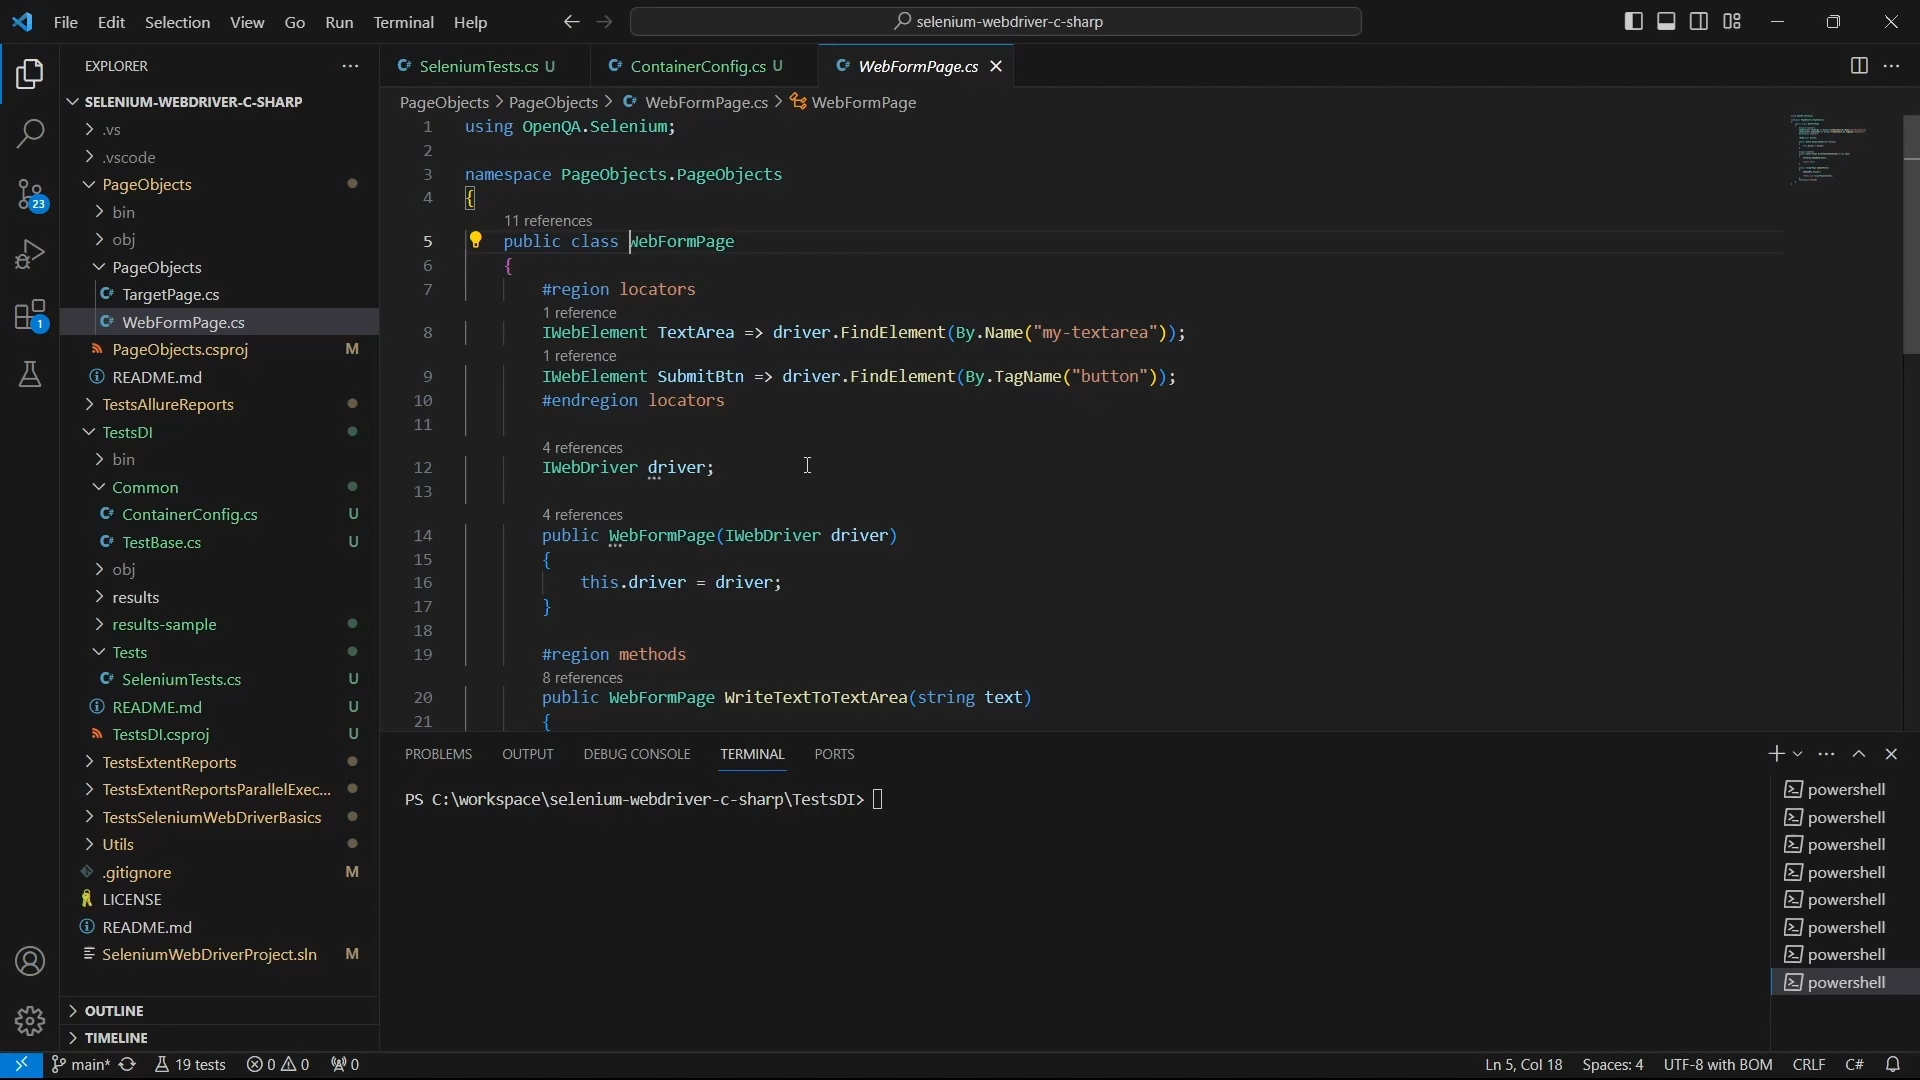 File Edit Selection View Go Run Terminal Help
selenium-webdriver-c-sharp
EXPLORER
SeleniumTests.cs U
ContainerConfig.cs U
WebFormPage.cs
SELENIUM-WEBDRIVER-C-SHARP
PageObjects > PageObjects > WebFormPage.cs > WebFormPage
.vs
.vscode
PageObjects
bin
obj
PageObjects
TargetPage.cs
WebFormPage.cs
PageObjects.csproj M
README.md
TestsAllureReports
TestsDI
bin
Common
ContainerConfig.cs U
TestBase.cs U
obj
results
results-sample
Tests
SeleniumTests.cs U
README.md U
TestsDI.csproj U
TestsExtentReports
TestsExtentReportsParallelExec...
TestsSeleniumWebDriverBasics
Utils
.gitignore M
LICENSE
README.md
SeleniumWebDriverProject.sln M
OUTLINE
TIMELINE
23
1
1 using OpenQA.Selenium;
2
3 namespace PageObjects.PageObjects
4 {
11 references
5 public class WebFormPage
6 {
7 #region locators
1 reference
8 IWebElement TextArea => driver.FindElement(By.Name("my-textarea"));
1 reference
9 IWebElement SubmitBtn => driver.FindElement(By.TagName("button"));
10 #endregion locators
11
4 references
12 IWebDriver driver;
13
4 references
14 public WebFormPage(IWebDriver driver)
15 {
16 this.driver = driver;
17 }
18
19 #region methods
8 references
20 public WebFormPage WriteTextToTextArea(string text)
21 {
PROBLEMS OUTPUT DEBUG CONSOLE TERMINAL PORTS
PS C:\workspace\selenium-webdriver-c-sharp\TestsDI>
powershell
powershell
powershell
powershell
powershell
powershell
powershell
powershell
main* 19 tests 0 0 0
Ln 5, Col 18 Spaces: 4 UTF-8 with BOM CRLF C#